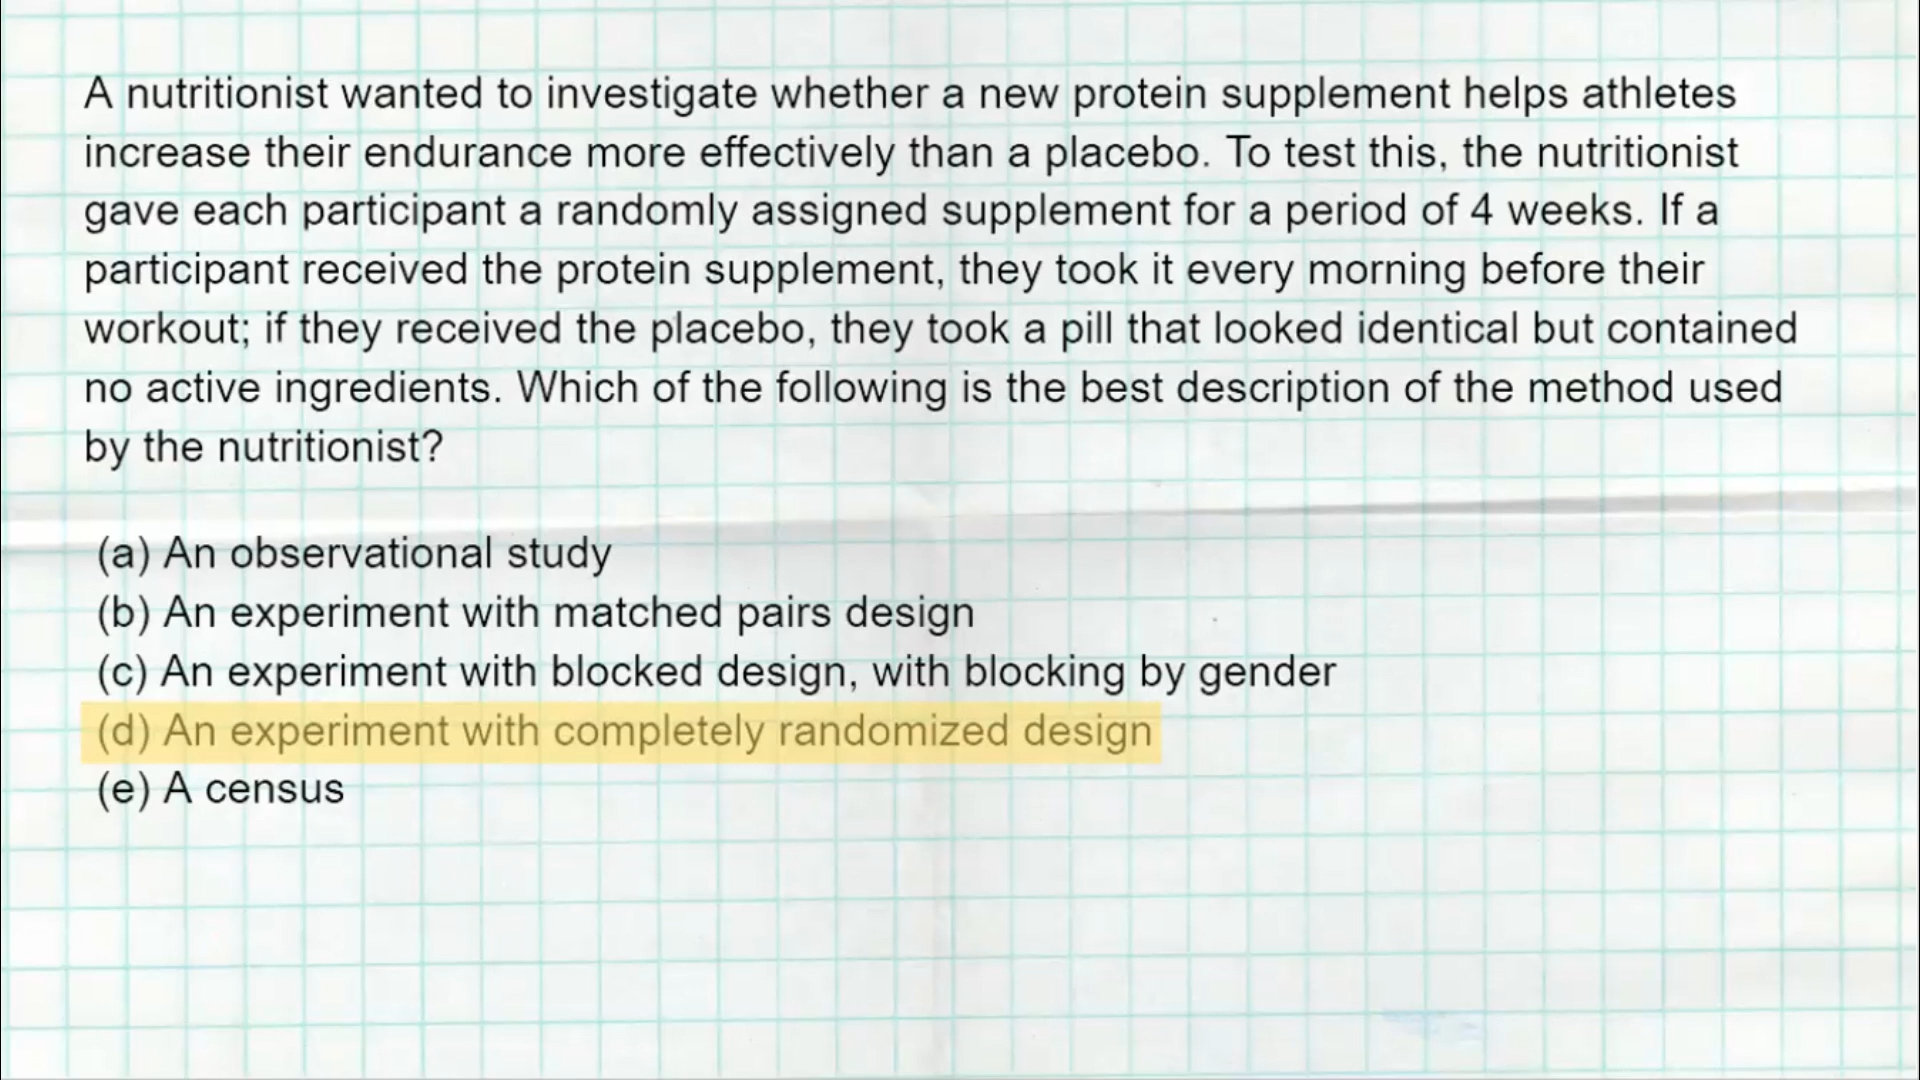 A nutritionist wanted to investigate whether a new protein supplement helps athletes
increase their endurance more effectively than a placebo. To test this, the nutritionist
gave each participant a randomly assigned supplement for a period of 4 weeks. If a
participant received the protein supplement, they took it every morning before their
workout; if they received the placebo, they took a pill that looked identical but contained
no active ingredients. Which of the following is the best description of the method used
by the nutritionist?
(a) An observational study
(b) An experiment with matched pairs design
(c) An experiment with blocked design, with blocking by gender
(d) An experiment with completely randomized design
(e) A census